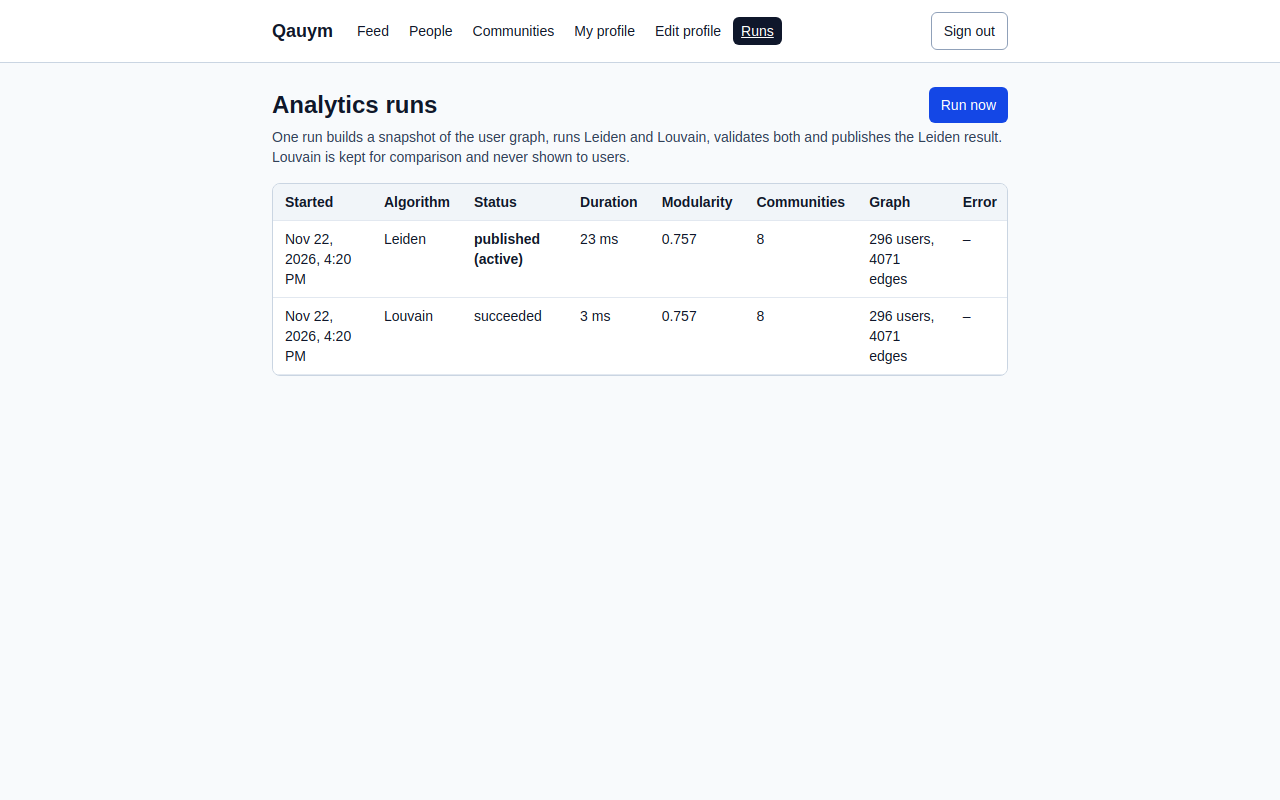 Qauym Feed People Communities My profile Edit profile Runs Sign out
Analytics runs Run now
One run builds a snapshot of the user graph, runs Leiden and Louvain, validates both and publishes the Leiden result.
Louvain is kept for comparison and never shown to users.
Started Algorithm Status Duration Modularity Communities Graph Error
Nov 22, Leiden published 23 ms 0.757 8 296 users, –
2026, 4:20 (active) 4071
PM edges
Nov 22, Louvain succeeded 3 ms 0.757 8 296 users, –
2026, 4:20 4071
PM edges